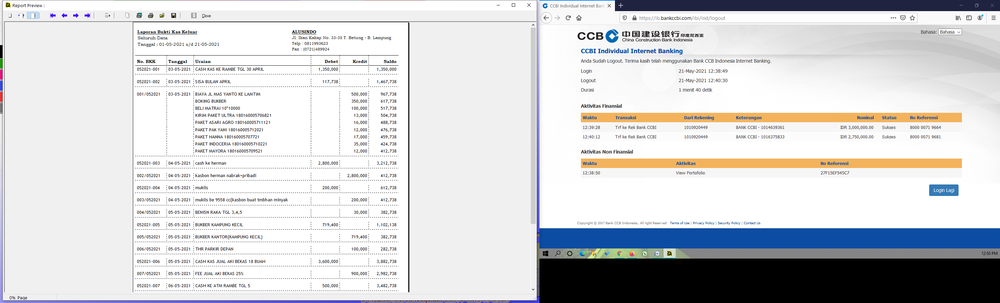 Report Preview :
Close
Laporan Bukti Kas Keluar
Seluruh Data
Tanggal : 01-05-2021 s/d 21-05-2021
ALUSINDO
Jl. Ikan Kakap No. 33-35 T. Betung - B. Lampung
Telp : 0811993623
Fax : (0721)489924
No. BKK Tanggal Uraian Debet Kredit Saldo
052021-001 03-05-2021 CASH KAS KE RAMBE TGL 30 APRIL 1,350,000 1,350,000
052021-002 03-05-2021 SISA BULAN APRIL 117,738 1,467,738
001/052021 03-05-2021 BIAYA JL MAS YANTO KE LAMTIM 500,000 967,738
BOKING BUKBER 350,000 617,738
BELI MATRAI 10*10000 100,000 517,738
KIRIM PAKET ULTRA 180160005706821 13,000 504,738
PAKET ASARI AGRO 180160005711121 16,000 488,738
PAKET PAK YANI 180160005712021 12,000 476,738
PAKET HANNA 180160005707721 17,000 459,738
PAKET INDOCERIA 180160005710221 35,000 424,738
PAKET MAYORA 180160005709521 12,000 412,738
052021-003 04-05-2021 cash ke herman 2,800,000 3,212,738
002/052021 04-05-2021 kasbon herman nabrak+pribadi 2,800,000 412,738
052021-004 04-05-2021 muklis 200,000 612,738
003/052021 04-05-2021 muklis be 9558 cc(kasbon buat tmbhan minyak 200,000 412,738
004/052021 05-05-2021 BENISN RAKA TGL 3,4,5 30,000 382,738
052021-005 05-05-2021 BUKBER KAMPUNG KECIL 719,400 1,102,138
005/052021 05-05-2021 BUKBER KANTOR(KAMPUNG KECIL) 719,400 382,738
006/052021 05-05-2021 THR PARKIR DEPAN 100,000 282,738
052021-006 05-05-2021 CASH KAS JUAL AKI BEKAS 18 BUAH 3,600,000 3,882,738
007/052021 05-05-2021 FEE JUAL AKI BEKAS 25% 900,000 2,982,738
052021-007 06-05-2021 CASH KE ATM RAMBE TGL 5 500,000 3,482,738
0% Page
CCBI Individual Internet Ban
https://ib.bankccbi.com/ibi/ind/logout
CCB 中国建设银行 印度尼西亚
China Construction Bank Indonesia
Bahasa: Bahasa
CCBI Individual Internet Banking
Anda Sudah Logout. Terima kasih telah menggunakan Bank CCB Indonesia Internet Banking.
Login 21-May-2021 12:38:49
Logout 21-May-2021 12:40:30
Durasi 1 menit 40 detik
Aktivitas Finansial
Waktu Transaksi Dari Rekening Keterangan Nominal Status No Referensi
12:39:28 Trf ke Rek Bank CCBI 1010920449 BANK CCBI - 1014639361 IDR 3,000,000.00 Sukses 8000 0071 9664
12:40:12 Trf ke Rek Bank CCBI 1010920449 BANK CCBI - 1016375833 IDR 2,750,000.00 Sukses 8000 0071 9681
Aktivitas Non Finansial
Waktu Aktivitas No Referensi
12:38:50 View Portofolio 27F15EF545C7
Login Lagi
Copyright © 2017 Bank CCB Indonesia., All right Reserved Terms of Use | Privacy Policy | Security Policy | Contact Us
12:50 PM